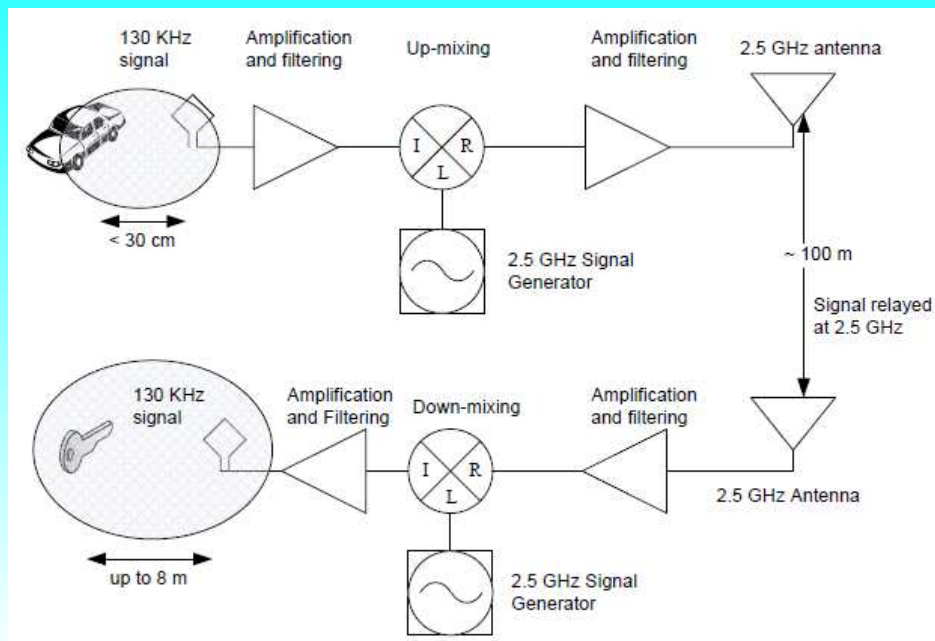 130 KHz
signal
Amplification
and filtering
Up-mixing
Amplification
and filtering
2.5 GHz antenna
I
R
L
< 30 cm
2.5 GHz Signal
Generator
~ 100 m
Signal relayed
at 2.5 GHz
130 KHz
signal
Amplification
and Filtering
Down-mixing
Amplification
and filtering
I
R
L
2.5 GHz Antenna
up to 8 m
2.5 GHz Signal
Generator